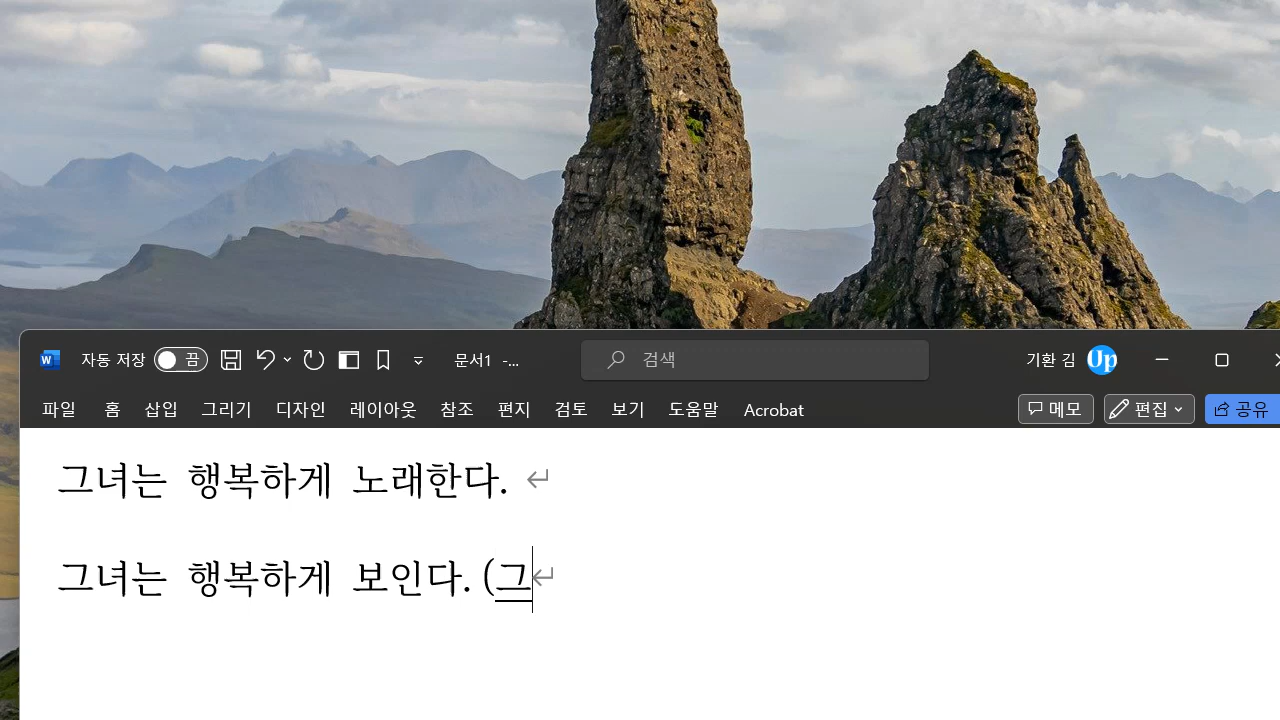 자동 저장 끔 문서1 -... 검색 기환 김 Up
파일 홈 삽입 그리기 디자인 레이아웃 참조 편지 검토 보기 도움말 Acrobat 메모 편집 공유
그녀는 행복하게 노래한다.
그녀는 행복하게 보인다. (그